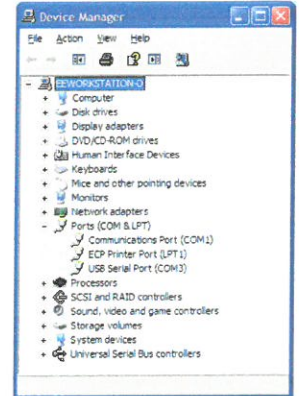 Device Manager
File Action View Help
EEWORKSTATION-O
Computer
Disk drives
Display adapters
DVD/CD-ROM drives
Human Interface Devices
Keyboards
Mice and other pointing devices
Monitors
Network adapters
Ports (COM & LPT)
Communications Port (COM1)
ECP Printer Port (LPT1)
USB Serial Port (COM3)
Processors
SCSI and RAID controllers
Sound, video and game controllers
Storage volumes
System devices
Universal Serial Bus controllers